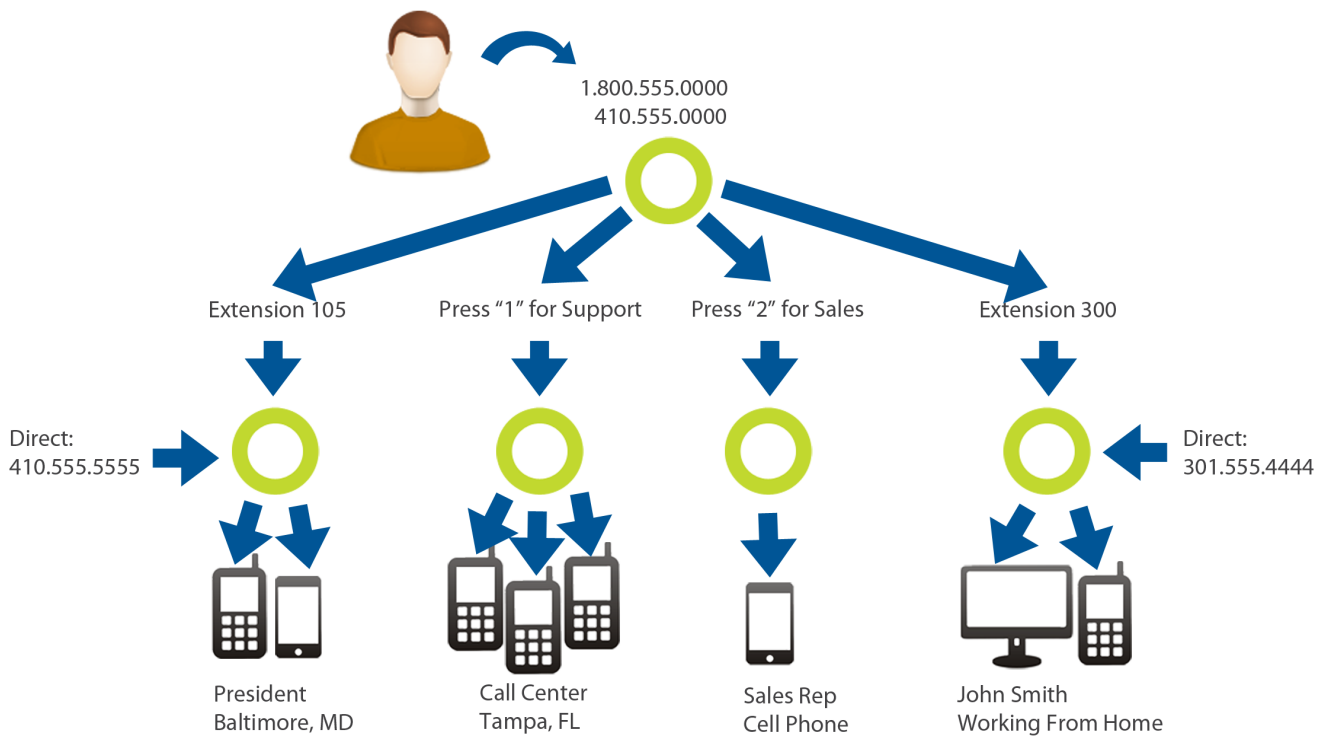 1.800.555.0000
410.555.0000
Extension 105
Press “1” for Support
Press “2” for Sales
Extension 300
Direct:
410.555.5555
Direct:
301.555.4444
President
Baltimore, MD
Call Center
Tampa, FL
Sales Rep
Cell Phone
John Smith
Working From Home